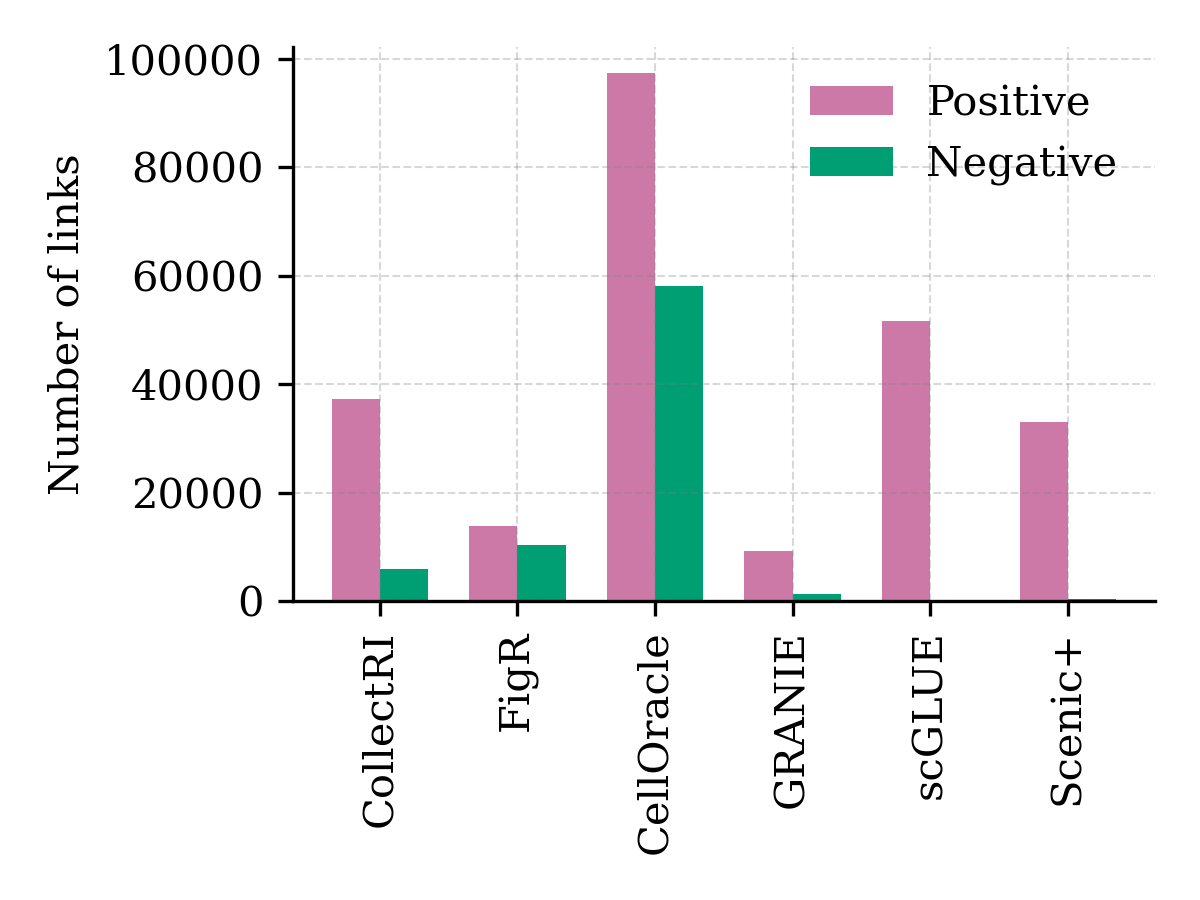 100000
80000
60000
40000
20000
0
Number of links
Positive
Negative
CollectRI
FigR
CellOracle
GRANIE
scGLUE
Scenic+